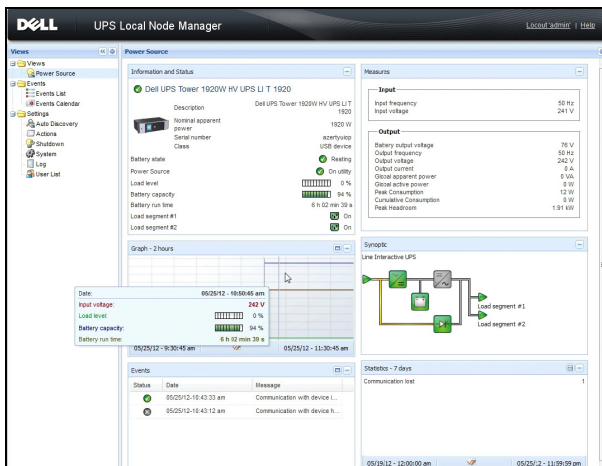 DELL UPS Local Node Manager Locout 'admin' | Help
Views
Views
Power Source
Events
Events List
Events Calendar
Settings
Auto Discovery
Actions
Shutdown
System
Log
User List
Power Source
Information and Status
Dell UPS Tower 1920W HV UPS LI T 1920
Description Dell UPS Tower 1920W HV UPS LI T 1920
Nominal apparent power 1920 W
Serial number azertyuiop
Class USB device
Battery state Resting
Power Source On utility
Load level 0 %
Battery capacity 94 %
Battery run time 6 h 02 min 39 s
Load segment #1 On
Load segment #2 On
Measures
Input
Input frequency 50 Hz
Input voltage 241 V
Output
Battery output voltage 76 V
Output frequency 50 Hz
Output voltage 242 V
Output current 0 A
Global apparent power 0 VA
Global active power 0 W
Peak Consumption 12 W
Cumulative Consumption 0 W
Peak Headroom 1.91 kW
Graph - 2 hours
Date: 05/25/12 - 10:50:45 am
Input voltage: 242 V
Load level: 0 %
Battery capacity: 94 %
Battery run time: 6 h 02 min 39 s
05/25/12 - 9:30:45 am 05/25/12 - 11:30:45 am
Synoptic
Line Interactive UPS
Load segment #1
Load segment #2
Events
Status Date Message
05/25/12-10:43:33 am Communication with device i...
05/25/12-10:43:12 am Communication with device h...
Statistics - 7 days
Communication lost 1
05/19/12 - 12:00:00 am 05/25/12 - 11:59:59 pm